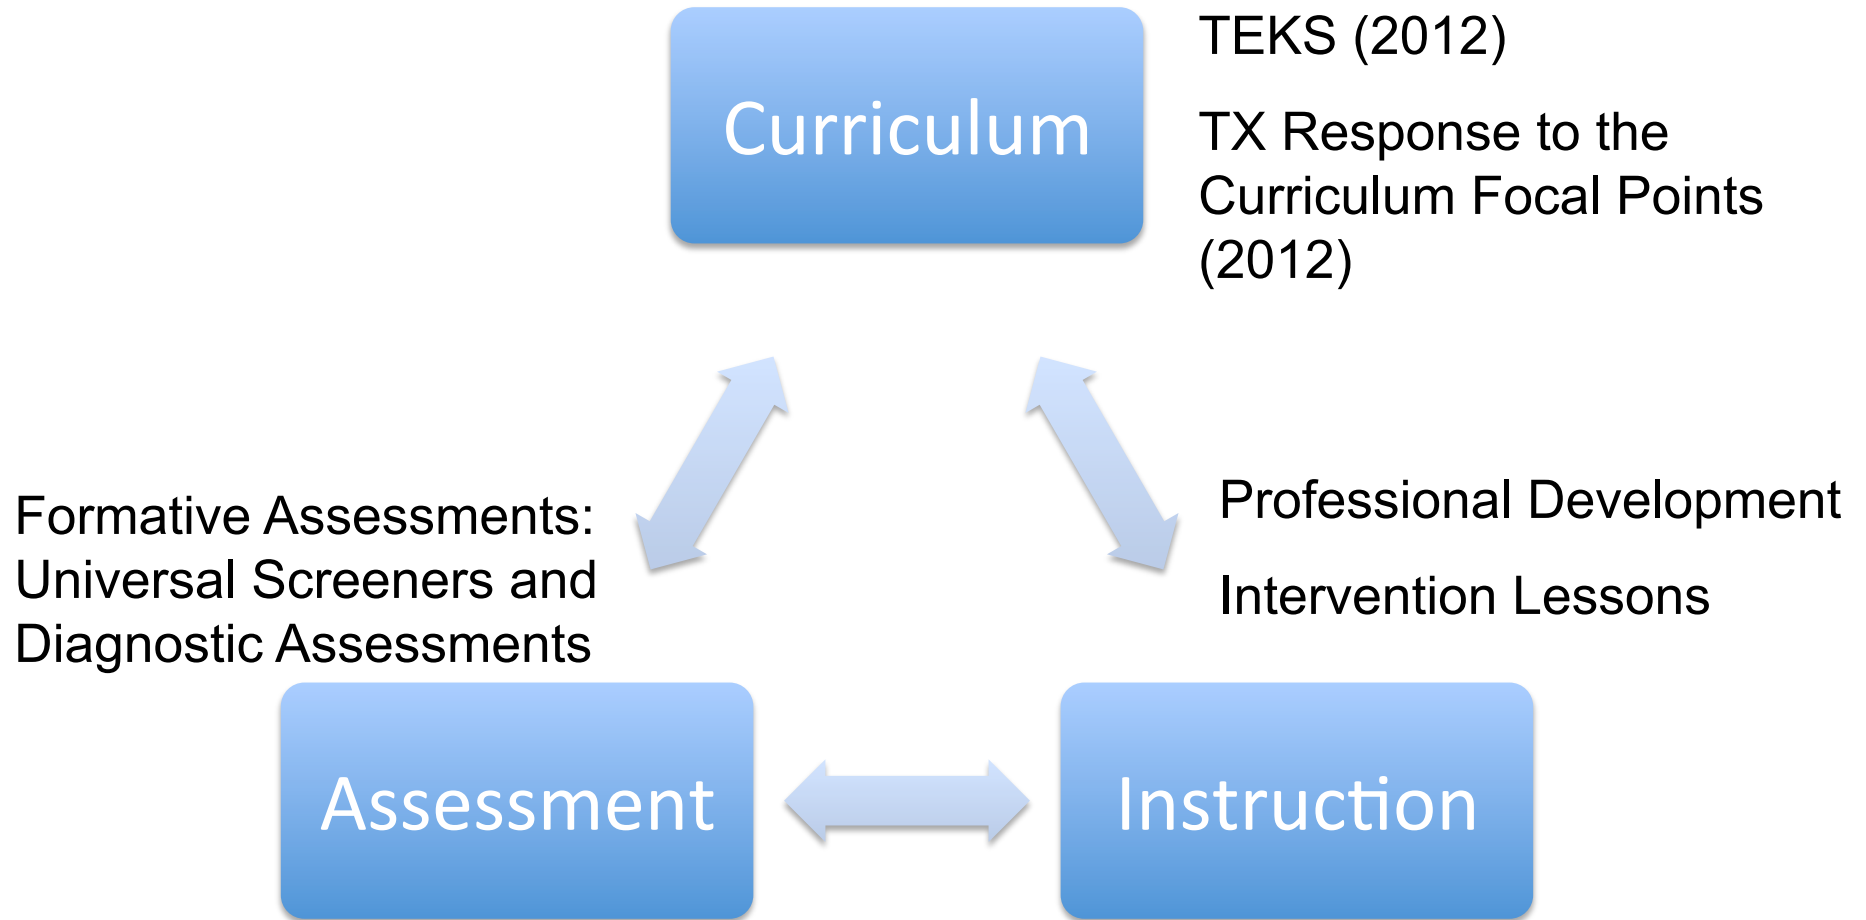 Curriculum
TEKS (2012)
TX Response to the
Curriculum Focal Points
(2012)
Formative Assessments:
Universal Screeners and
Diagnostic Assessments
Professional Development
Intervention Lessons
Assessment
Instruction